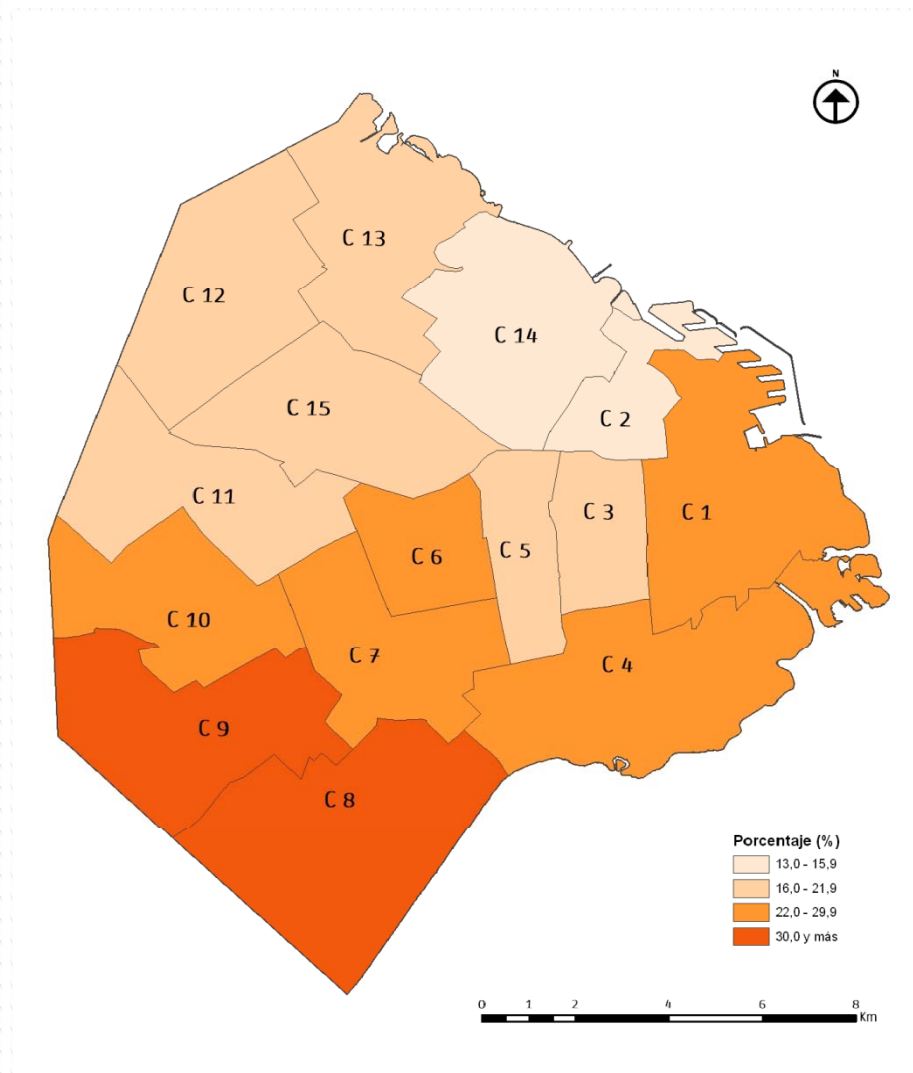 N
C 13
C 12
C 14
C 15
C 2
C 11
C 3
C 1
C 5
C 6
C 10
C 7
C 4
C 9
C 8
Porcentaje (%)
13,0 - 15,9
16,0 - 21,9
22,0 - 29,9
30,0 y más
0 1 2 4 6 8
Km